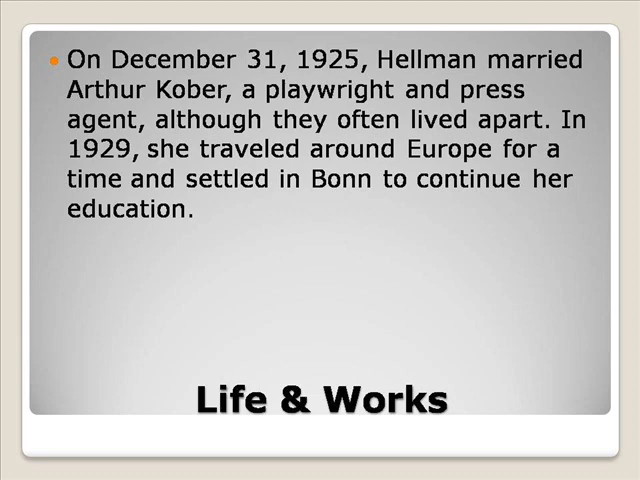 On December 31, 1925, Hellman married
Arthur Kober, a playwright and press
agent, although they often lived apart. In
1929, she traveled around Europe for a
time and settled in Bonn to continue her
education.
Life & Works